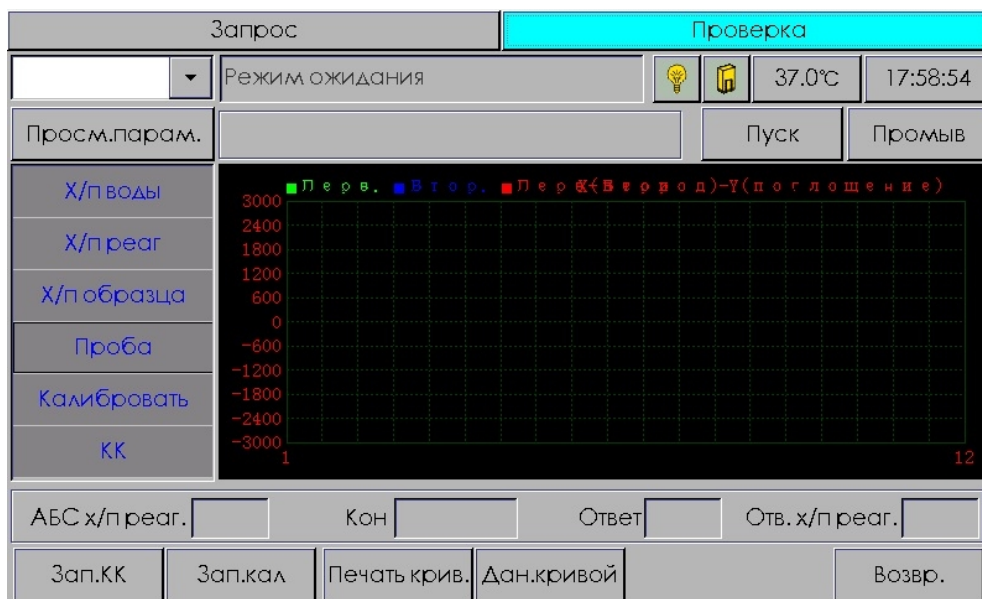 Запрос Проверка
Режим ожидания 37.0℃ 17:58:54
Просм.парам. Пуск Промыв
Х/п воды
Х/п реаг
Х/п образца
Проба
Калибровать
КК
Перв. Втор.
3000
2400
1800
1200
600
0
-600
-1200
-1800
-2400
-3000
1 12
АБС х/п реаг. Кон Ответ Отв. х/п реаг.
Зап.КК Зап.кал Печать крив. Дан.кривой Возвр.